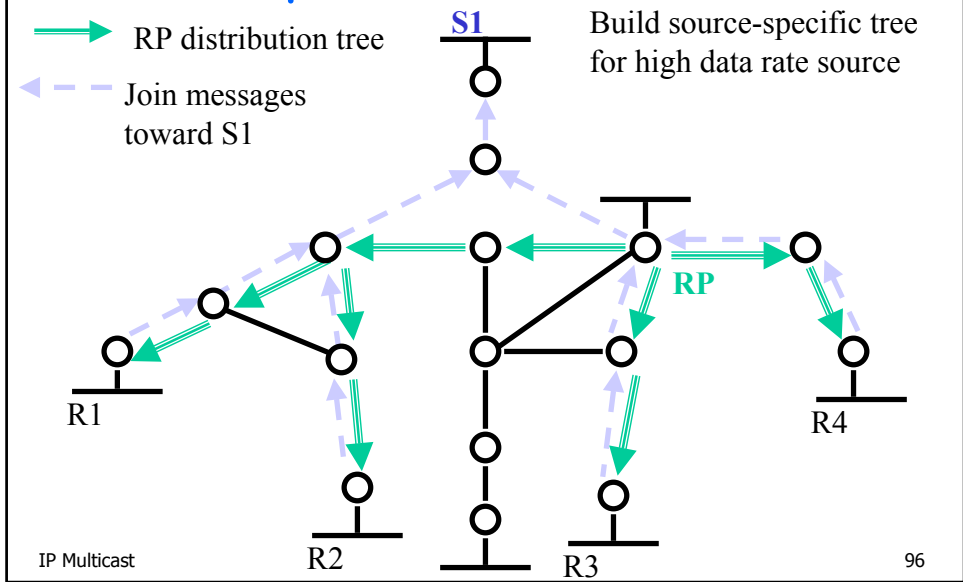 RP distribution tree
Join messages
toward S1
S1
Build source-specific tree
for high data rate source
RP
R1
R2
R3
R4
IP Multicast
96